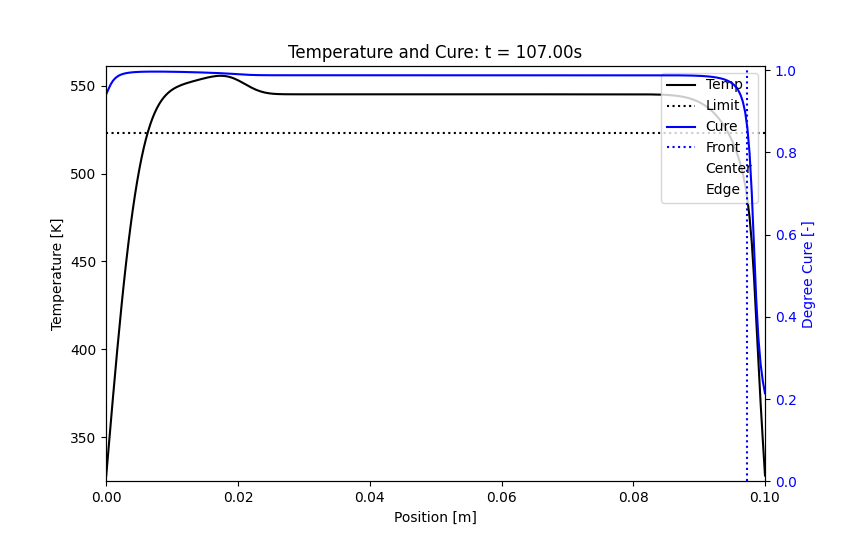 Temperature and Cure: t = 107.00s
Temperature [K]
550
500
450
400
350
Temp
Limit
Cure
Front
Center
Edge
1.0
0.8
0.6
0.4
0.2
0.0
Degree Cure [-]
0.00 0.02 0.04 0.06 0.08 0.10
Position [m]